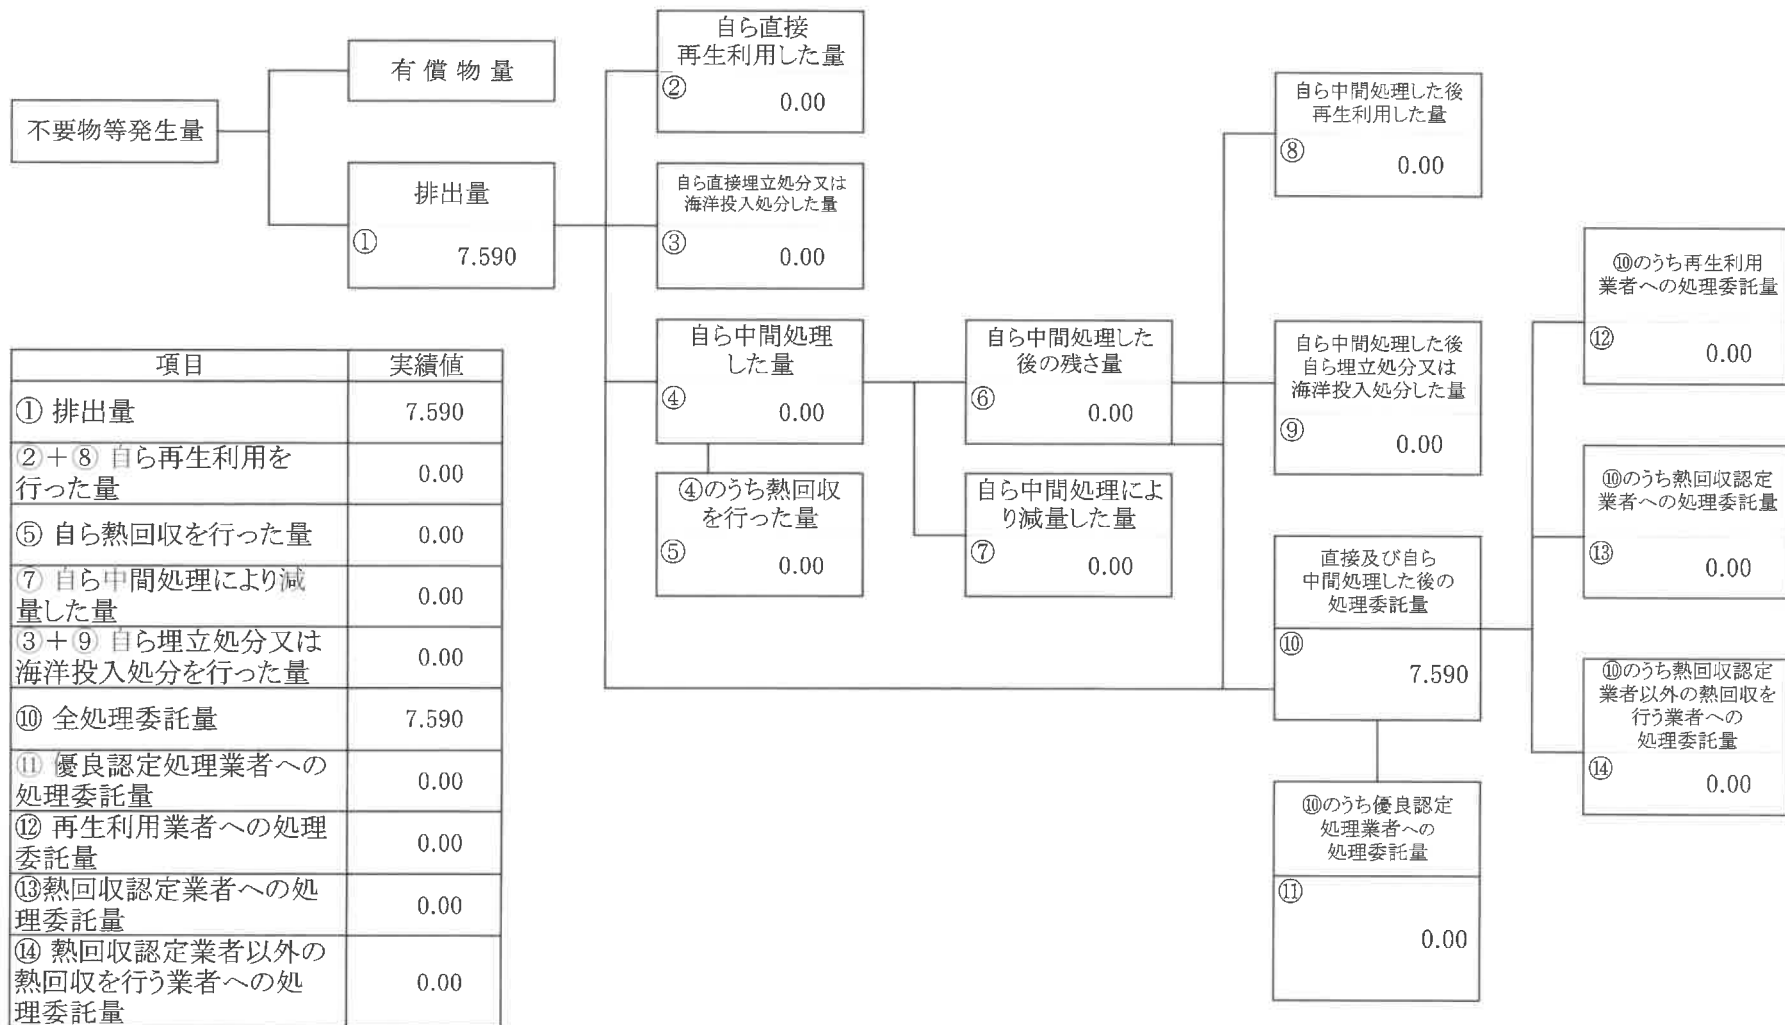 不要物等発生量
有償物量
排出量
①
7.590
自ら直接
再生利用した量
②
0.00
自ら直接埋立処分又は
海洋投入処分した量
③
0.00
自ら中間処理
した量
④
0.00
④のうち熱回収
を行った量
⑤
0.00
自ら中間処理した
後の残さ量
⑥
0.00
自ら中間処理によ
り減量した量
⑦
0.00
自ら中間処理した後
再生利用した量
⑧
0.00
自ら中間処理した後
自ら埋立処分又は
海洋投入処分した量
⑨
0.00
直接及び自ら
中間処理した後の
処理委託量
⑩
7.590
⑩のうち優良認定
処理業者への
処理委託量
⑪
0.00
⑩のうち再生利用
業者への処理委託量
⑫
0.00
⑩のうち熱回収認定
業者への処理委託量
⑬
0.00
⑩のうち熱回収認定
業者以外の熱回収を
行う業者への
処理委託量
⑭
0.00
項目 実績値
① 排出量 7.590
②+⑧ 自ら再生利用を
行った量 0.00
⑤ 自ら熱回収を行った量 0.00
⑦ 自ら中間処理により減
量した量 0.00
③+⑨ 自ら埋立処分又は
海洋投入処分を行った量 0.00
⑩ 全処理委託量 7.590
⑪ 優良認定処理業者への
処理委託量 0.00
⑫ 再生利用業者への処理
委託量 0.00
⑬熱回収認定業者への処
理委託量 0.00
⑭ 熱回収認定業者以外の
熱回収を行う業者への処
理委託量 0.00